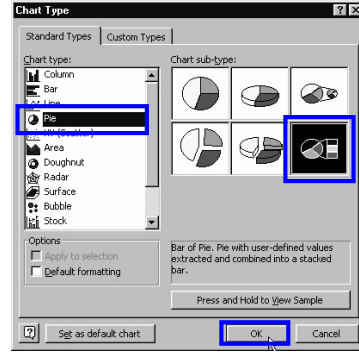 Chart Type
Standard Types
Custom Types
Chart type:
Column
Bar
Line
Pie
XY (Scatter)
Area
Doughnut
Radar
Surface
Bubble
Stock
Chart sub-type:
Options
Apply to selection
Default formatting
Bar of Pie. Pie with user-defined values
extracted and combined into a stacked
bar.
Press and Hold to View Sample
Set as default chart
OK
Cancel